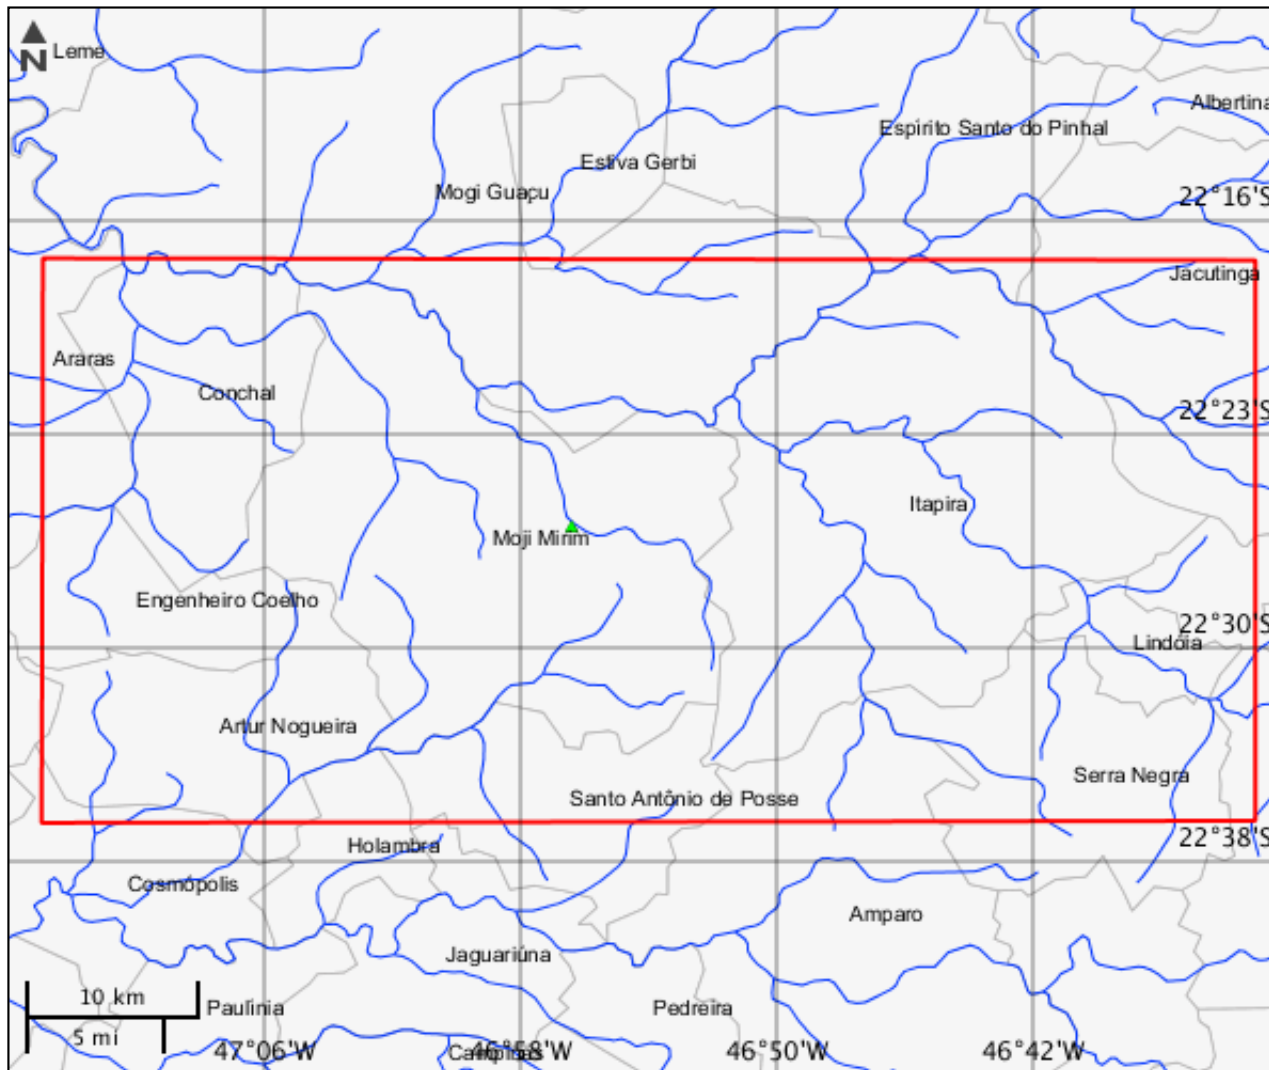 N
Leme
Albertina
Espírito Santo do Pinhal
Estiva Gerbi
Mogi Guaçu
22°16'S
Jacutinga
Araras
Conchal
22°23'S
Itapira
Moji Mirim
Engenheiro Coelho
22°30'S
Lindóia
Artur Nogueira
Serra Negra
Santo Antônio de Posse
22°38'S
Holambra
Cosmópolis
Amparo
Jaguariúna
10 km
Paulínia
Pedreira
5 mi
47°06'W
46°58'W
46°50'W
46°42'W